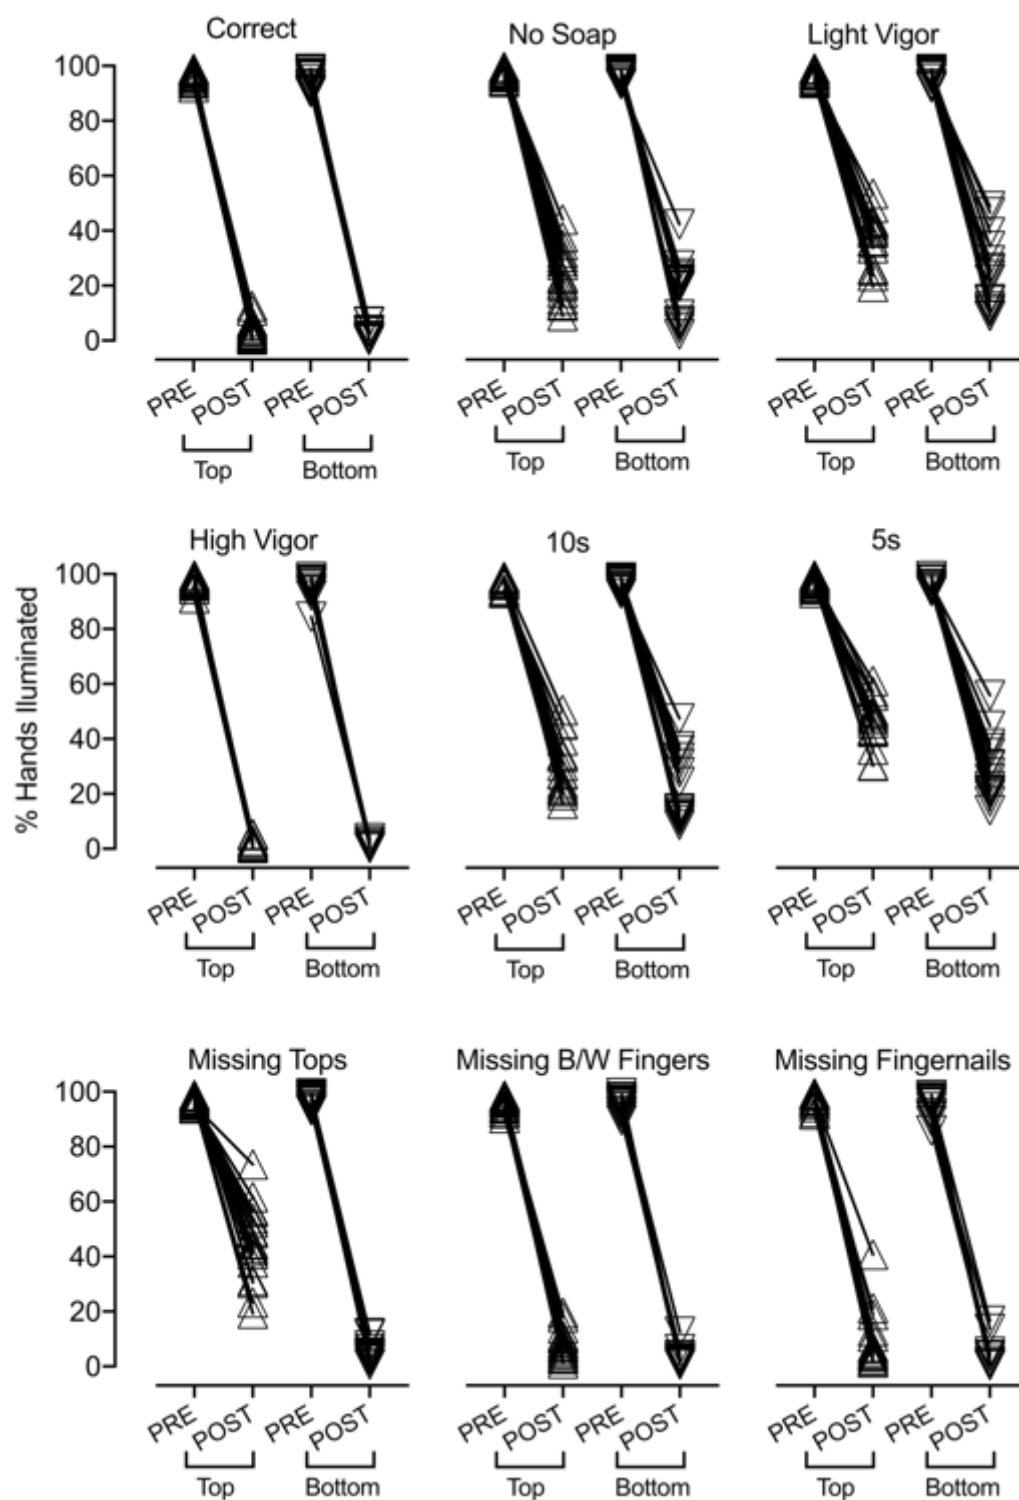 Correct No Soap Light Vigor
100
80
60
40
20
0
PRE POST PRE POST PRE POST PRE POST PRE POST PRE POST
Top Bottom Top Bottom Top Bottom
High Vigor 10s 5s
% Hands Iluminated
100
80
60
40
20
0
PRE POST PRE POST PRE POST PRE POST PRE POST PRE POST
Top Bottom Top Bottom Top Bottom
Missing Tops Missing B/W Fingers Missing Fingernails
100
80
60
40
20
0
PRE POST PRE POST PRE POST PRE POST PRE POST PRE POST
Top Bottom Top Bottom Top Bottom